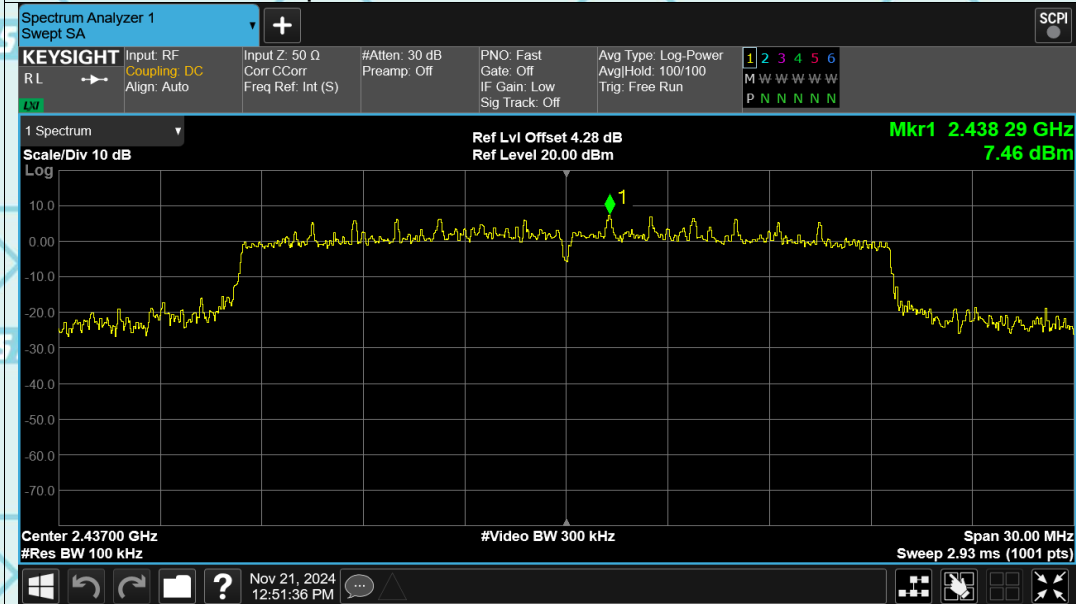 Spectrum Analyzer 1
Swept SA
+
SCPI
KEYSIGHT
R L
LXI
Input: RF
Coupling: DC
Align: Auto
Input Z: 50 Ω
Corr CCorr
Freq Ref: Int (S)
#Atten: 30 dB
Preamp: Off
PNO: Fast
Gate: Off
IF Gain: Low
Sig Track: Off
Avg Type: Log-Power
Avg|Hold: 100/100
Trig: Free Run
1 2 3 4 5 6
M W W W W W
P N N N N N
1 Spectrum
Scale/Div 10 dB
Log
Ref Lvl Offset 4.28 dB
Ref Level 20.00 dBm
Mkr1 2.438 29 GHz
7.46 dBm
1
10.0
0.00
-10.0
-20.0
-30.0
-40.0
-50.0
-60.0
-70.0
Center 2.43700 GHz
#Res BW 100 kHz
#Video BW 300 kHz
Span 30.00 MHz
Sweep 2.93 ms (1001 pts)
?
Nov 21, 2024
12:51:36 PM